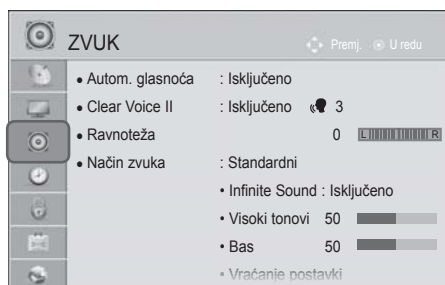 ZVUK Premj. U redu
• Autom. glasnoća : Isključeno
• Clear Voice II : Isključeno 3
• Ravnoteža 0 L R
• Način zvuka : Standardni
• Infinite Sound : Isključeno
• Visoki tonovi 50
• Bas 50
• Vraćanje postavki